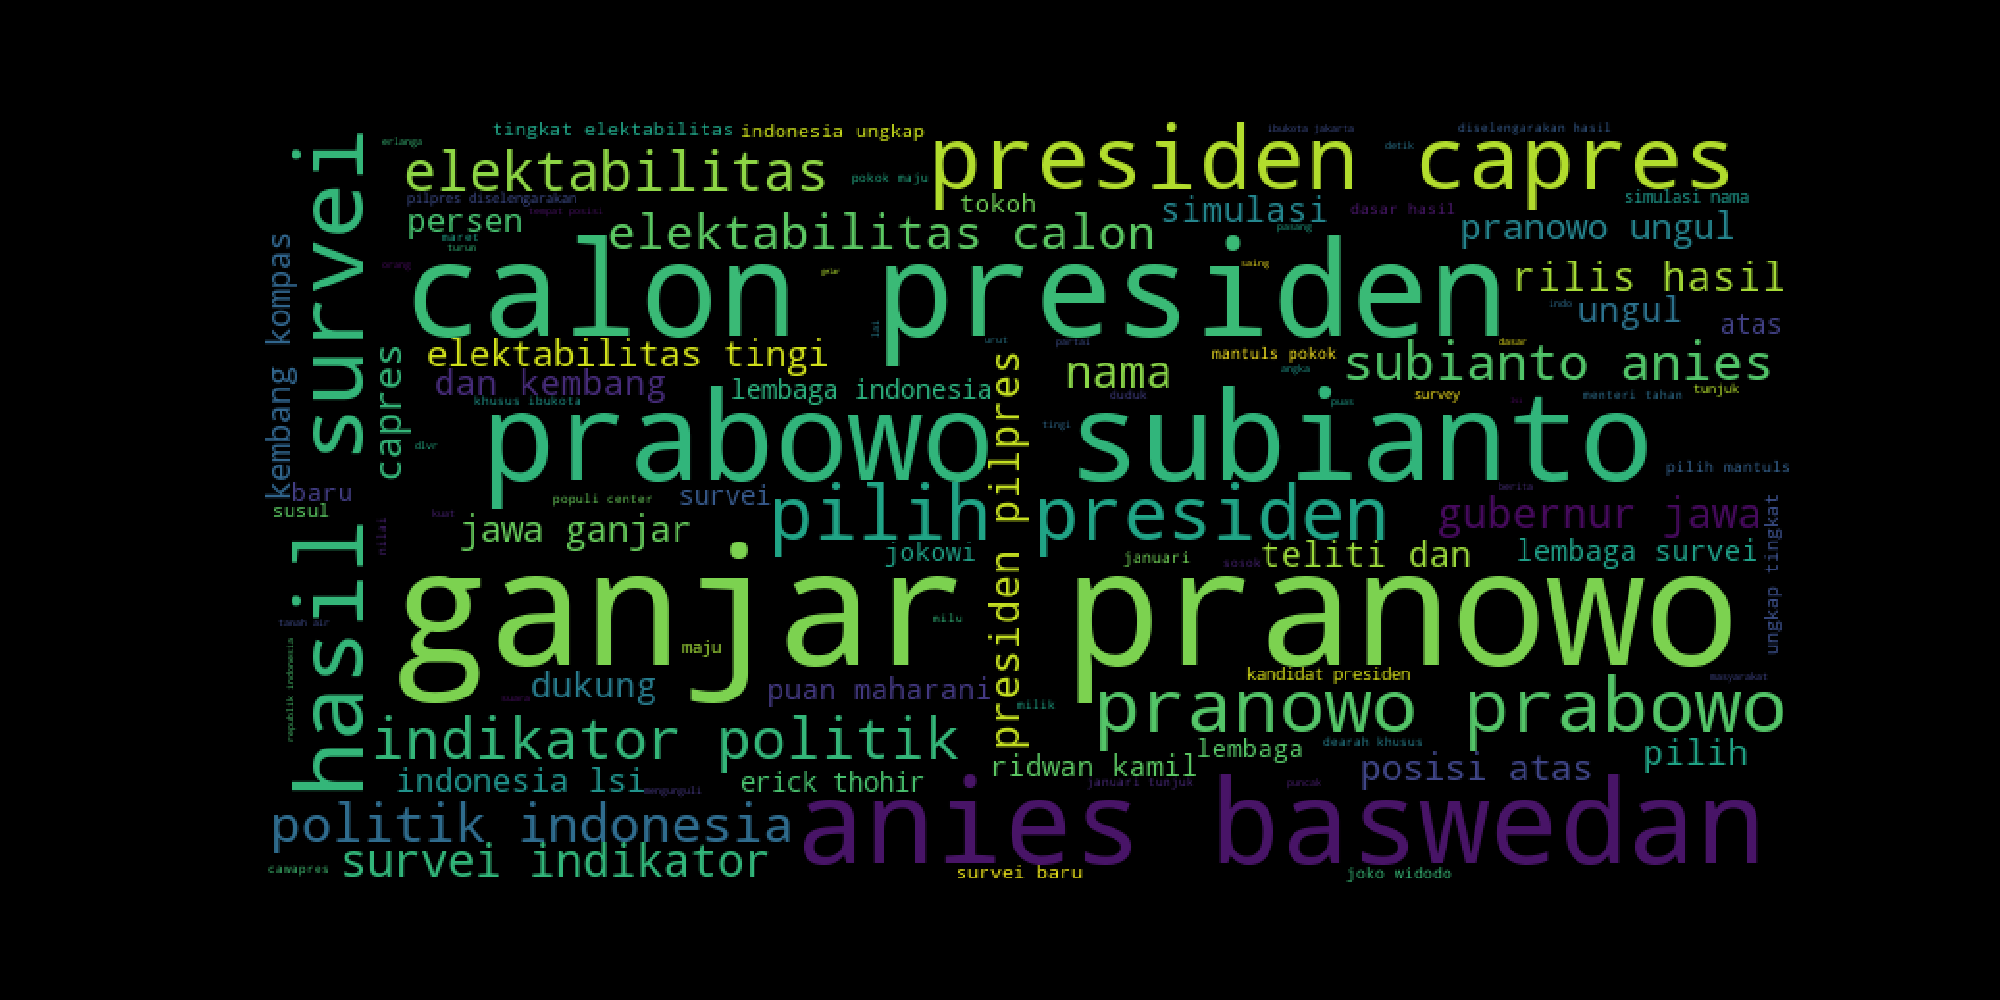 tingkat elektabilitas
indonesia ungkap
presiden capres
ibukota jakarta
diselengarakan hasil
erlanga
elektabilitas
pokok maju
detik
pilpres diselengarakan
tempat posisi
persen
tokoh
simulasi
dasar hasil
simulasi nama
maret
turun
elektabilitas calon
pasang
pranowo ungul
orang
calon presiden
gelar
saing
rilis hasil
indo
ungul
atas
lai
urut
partai
dasar
hasil survei
kembang kompas
capres
elektabilitas tingi
nama
mantuls pokok
subianto anies
angka
dan kembang
lembaga indonesia
khusus ibukota
duduk
puas
survey
menteri tahan
tunjuk
prabowo subianto
presiden pilpres
dlvr
tingi
pilih mantuls
baru
susul
populi center
survei
berita
pilih presiden
kuat
nilai
jawa ganjar
gubernur jawa
ungkap tingkat
jokowi
januari
sosok
teliti dan
lembaga survei
ganjar pranowo
milu
tanah air
republik indonesia
maju
dukung
suara
puan maharani
milik
kandidat presiden
masyarakat
pranowo prabowo
indikator politik
lembaga
dearah khusus
pilih
ridwan kamil
posisi atas
indonesia lsi
mengunguli
erick thohir
januari tunjuk
puncak
politik indonesia
anies baswedan
cawapres
survei indikator
survei baru
joko widodo